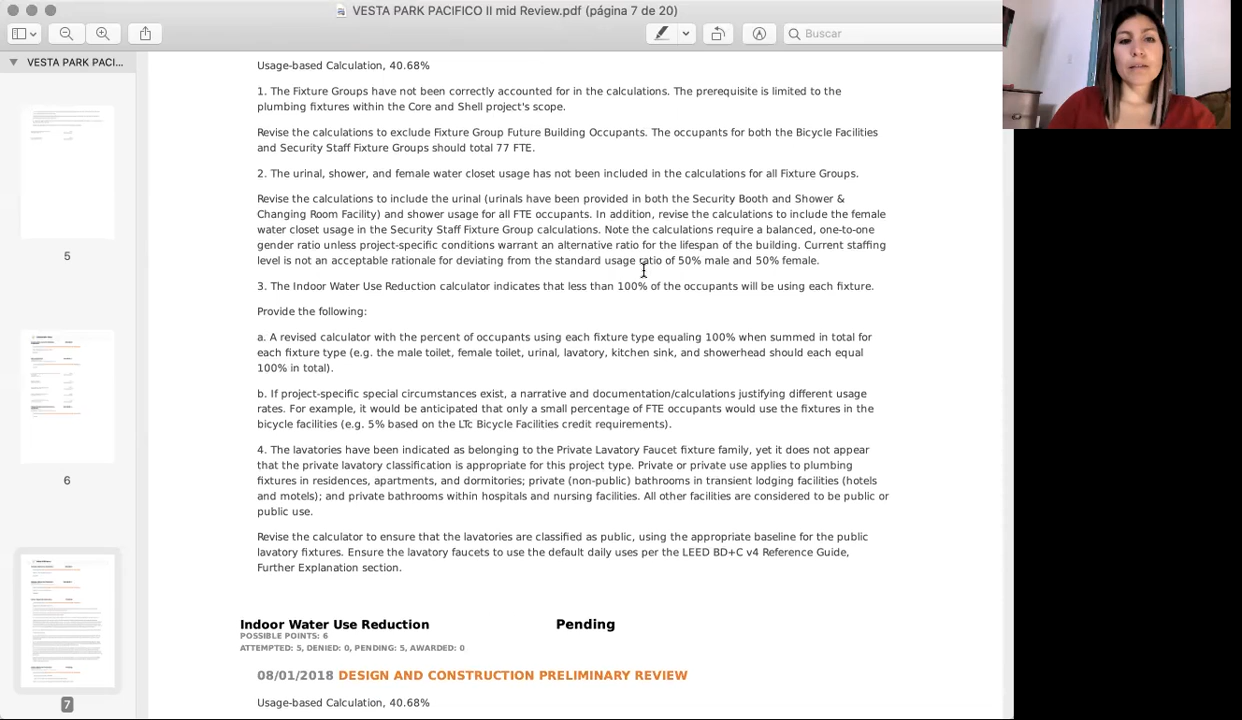 VESTA PARK PACIFICO II mid Review.pdf (página 7 de 20)
Buscar
VESTA PARK PACI...
5
6
7
Usage-based Calculation, 40.68%
1. The Fixture Groups have not been correctly accounted for in the calculations. The prerequisite is limited to the
plumbing fixtures within the Core and Shell project's scope.
Revise the calculations to exclude Fixture Group Future Building Occupants. The occupants for both the Bicycle Facilities
and Security Staff Fixture Groups should total 77 FTE.
2. The urinal, shower, and female water closet usage has not been included in the calculations for all Fixture Groups.
Revise the calculations to include the urinal (urinals have been provided in both the Security Booth and Shower &
Changing Room Facility) and shower usage for all FTE occupants. In addition, revise the calculations to include the female
water closet usage in the Security Staff Fixture Group calculations. Note the calculations require a balanced, one-to-one
gender ratio unless project-specific conditions warrant an alternative ratio for the lifespan of the building. Current staffing
level is not an acceptable rationale for deviating from the standard usage ratio of 50% male and 50% female.
3. The Indoor Water Use Reduction calculator indicates that less than 100% of the occupants will be using each fixture.
Provide the following:
a. A revised calculator with the percent of occupants using each fixture type equaling 100% when summed in total for
each fixture type (e.g. the male toilet, female toilet, urinal, lavatory, kitchen sink, and showerhead should each equal
100% in total).
b. If project-specific special circumstances exist, a narrative and documentation/calculations justifying different usage
rates. For example, it would be anticipated that only a small percentage of FTE occupants would use the fixtures in the
bicycle facilities (e.g. 5% based on the LTc Bicycle Facilities credit requirements).
4. The lavatories have been indicated as belonging to the Private Lavatory Faucet fixture family, yet it does not appear
that the private lavatory classification is appropriate for this project type. Private or private use applies to plumbing
fixtures in residences, apartments, and dormitories; private (non-public) bathrooms in transient lodging facilities (hotels
and motels); and private bathrooms within hospitals and nursing facilities. All other facilities are considered to be public or
public use.
Revise the calculator to ensure that the lavatories are classified as public, using the appropriate baseline for the public
lavatory fixtures. Ensure the lavatory faucets to use the default daily uses per the LEED BD+C v4 Reference Guide,
Further Explanation section.
Indoor Water Use Reduction Pending
POSSIBLE POINTS: 6
ATTEMPTED: 5, DENIED: 0, PENDING: 5, AWARDED: 0
08/01/2018 DESIGN AND CONSTRUCTION PRELIMINARY REVIEW
Usage-based Calculation, 40.68%